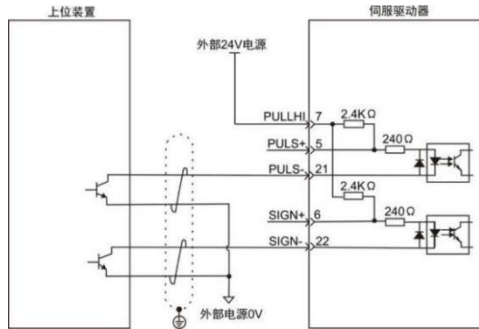 上位装置
伺服驱动器
外部24V电源
PULLHI 7
2.4KΩ
PULS+ 5
240Ω
PULS- 21
2.4KΩ
SIGN+ 6
240Ω
SIGN- 22
外部电源0V